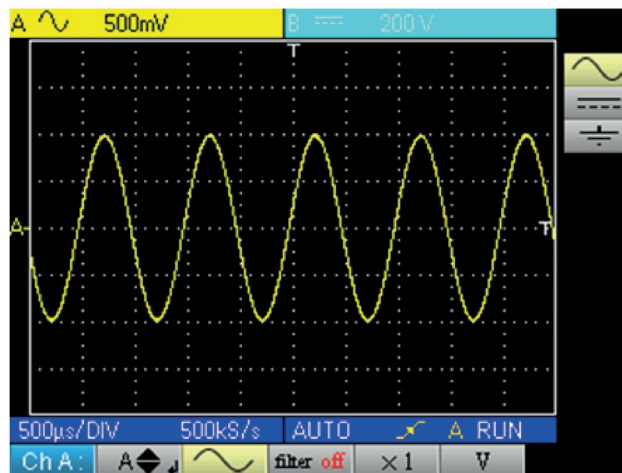 A 500mV B 200 V
T
A T
500µs/DIV 500kS/s AUTO A RUN
Ch A: A filter off ×1 V